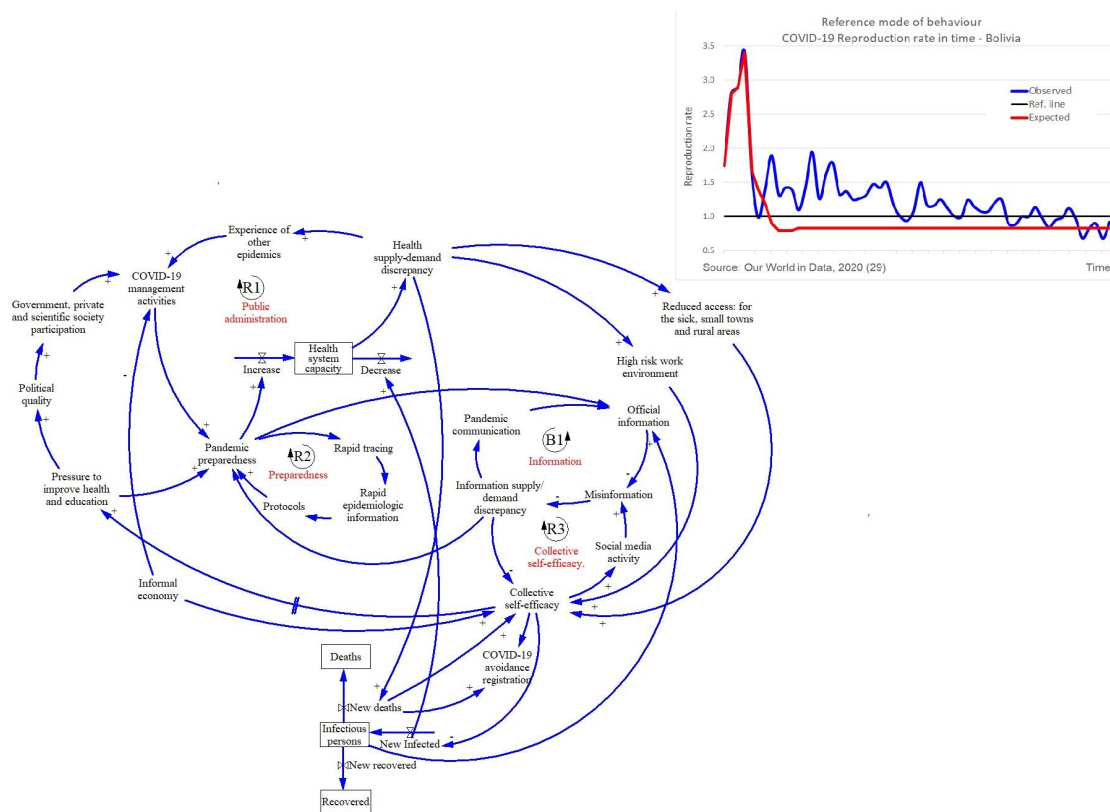 Reference mode of behaviour
COVID-19 Reproduction rate in time - Bolivia
3.5
3.0
2.5
2.0
1.5
1.0
0.5
Reproduction rate
Observed
Ref. line
Expected
Source: Our World in Data, 2020 (29)
Time
Experience of
other
epidemics
+
+
Health
supply-demand
discrepancy
+
COVID-19
management
activities
+
R1
Public
administration
Government, private
and scientific society
participation
+
-
Political
quality
+
Pressure to
improve health
and education
+
+
Health
system
capacity
Increase
+
Decrease
+
+
Reduced access: for
the sick, small towns
and rural areas
+
High risk work
environment
Official
information
+
+
Pandemic
communication
B1
Information
Pandemic
preparedness
+
+
R2
Preparedness
Rapid tracing
Protocols
Rapid
epidemiologic
information
Information supply/
demand
discrepancy
-
Misinformation
-
+
R3
Collective
self-efficacy.
Social media
activity
+
-
Informal
economy
Collective
self-efficacy
+
+
+
+
COVID-19
avoidance
registration
+
Deaths
+
New deaths
Infectious
persons
New Infected
-
New recovered
Recovered